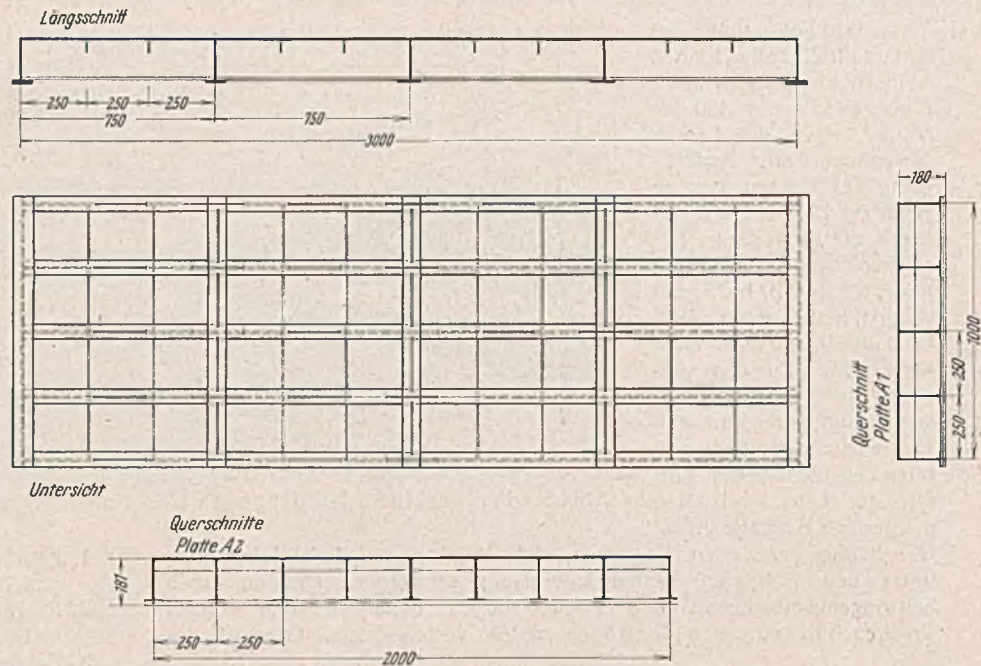 Längsschnitt
250 250 250
750 750
3000
180
1000
250
250
Querschnitt
Platte A1
Untersicht
Querschnitte
Platte A2
187
250 250
2000